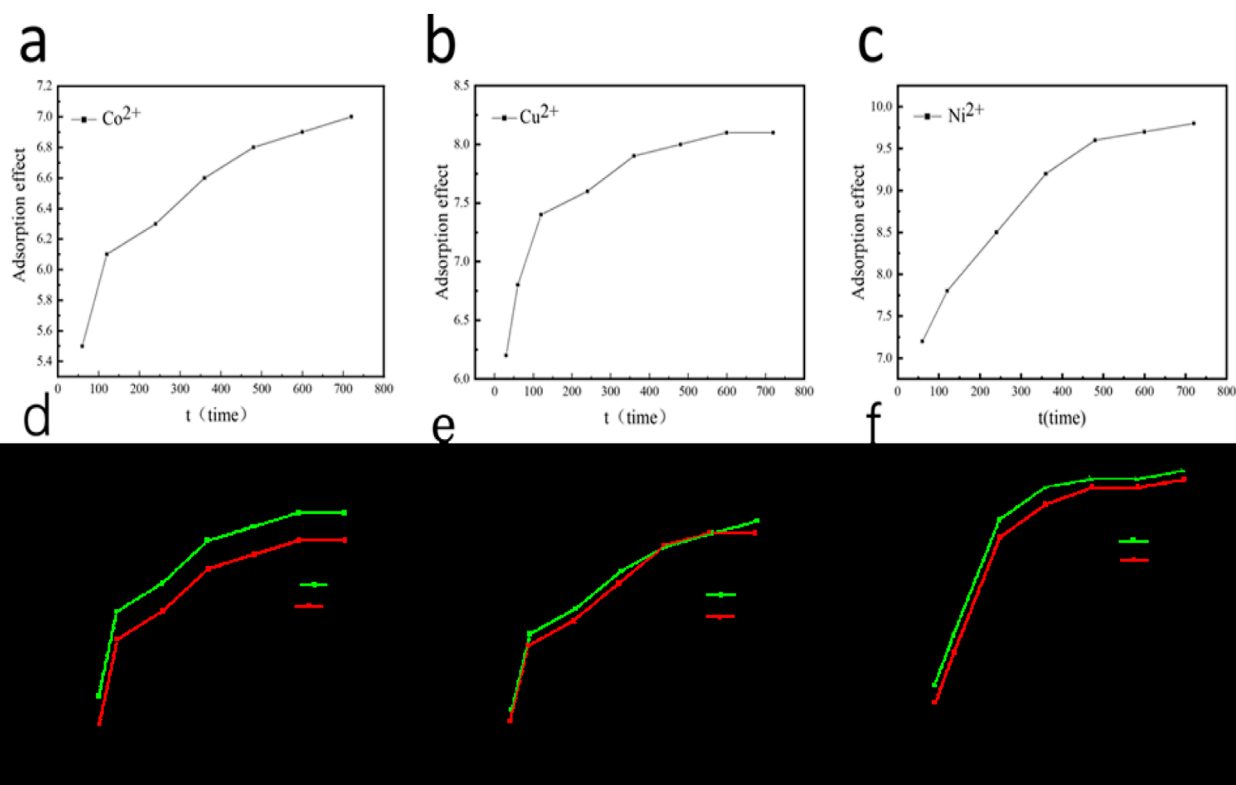 a
b
c
7.2
7.0
6.8
6.6
6.4
6.2
6.0
5.8
5.6
5.4
Co2+
Adsorption effect
0 100 200 300 400 500 600 700 800
t（time）
8.5
8.0
7.5
7.0
6.5
6.0
Cu2+
Adsorption effect
0 100 200 300 400 500 600 700 800
t（time）
10.0
9.5
9.0
8.5
8.0
7.5
7.0
Ni2+
Adsorption effect
0 100 200 300 400 500 600 700 800
t(time)
d
e
f